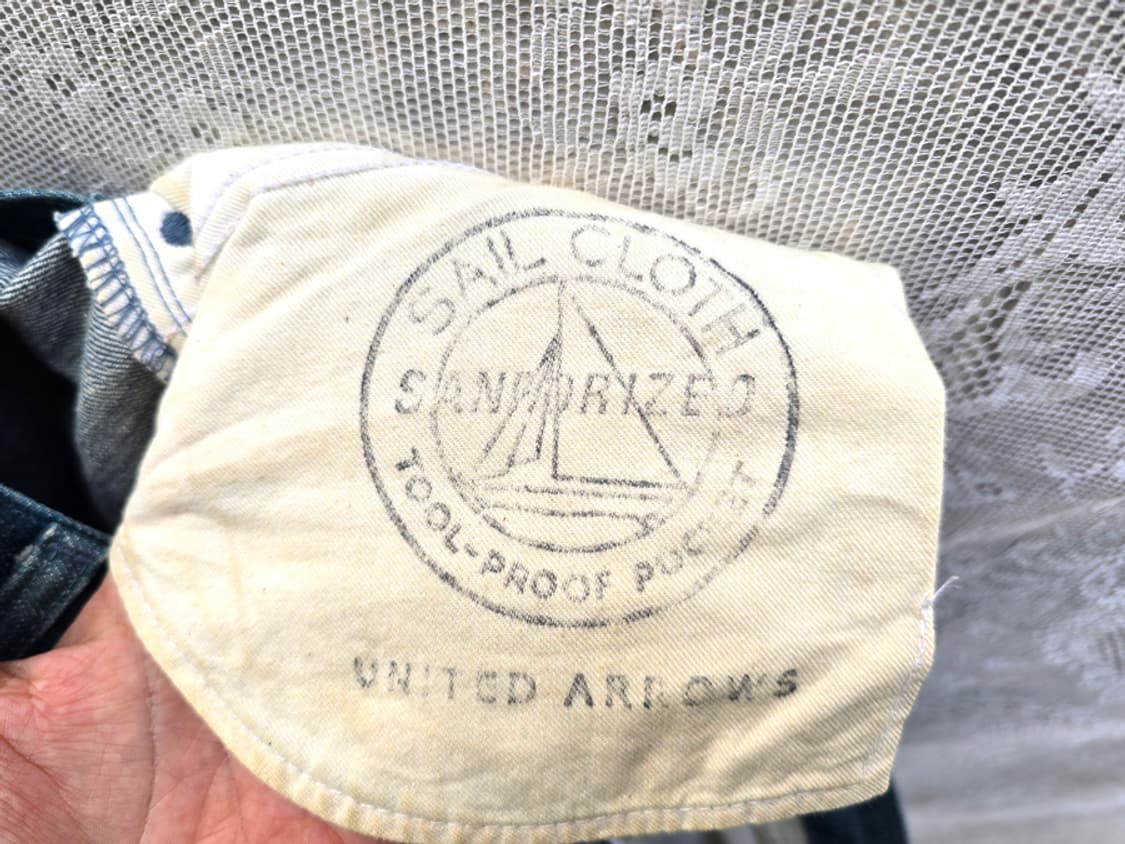 SAIL CLOTH
SANFORIZED
TOOL-PROOF POCKET
UNITED ARROWS